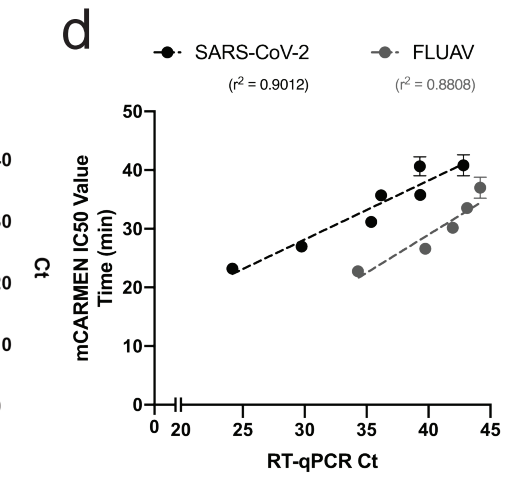 d
SARS-CoV-2 FLUAV
(r² = 0.9012) (r² = 0.8808)
50
40
30
20
10
0
mCARMEN IC50 Value
Time (min)
0 20 25 30 35 40 45
RT-qPCR Ct
Ct